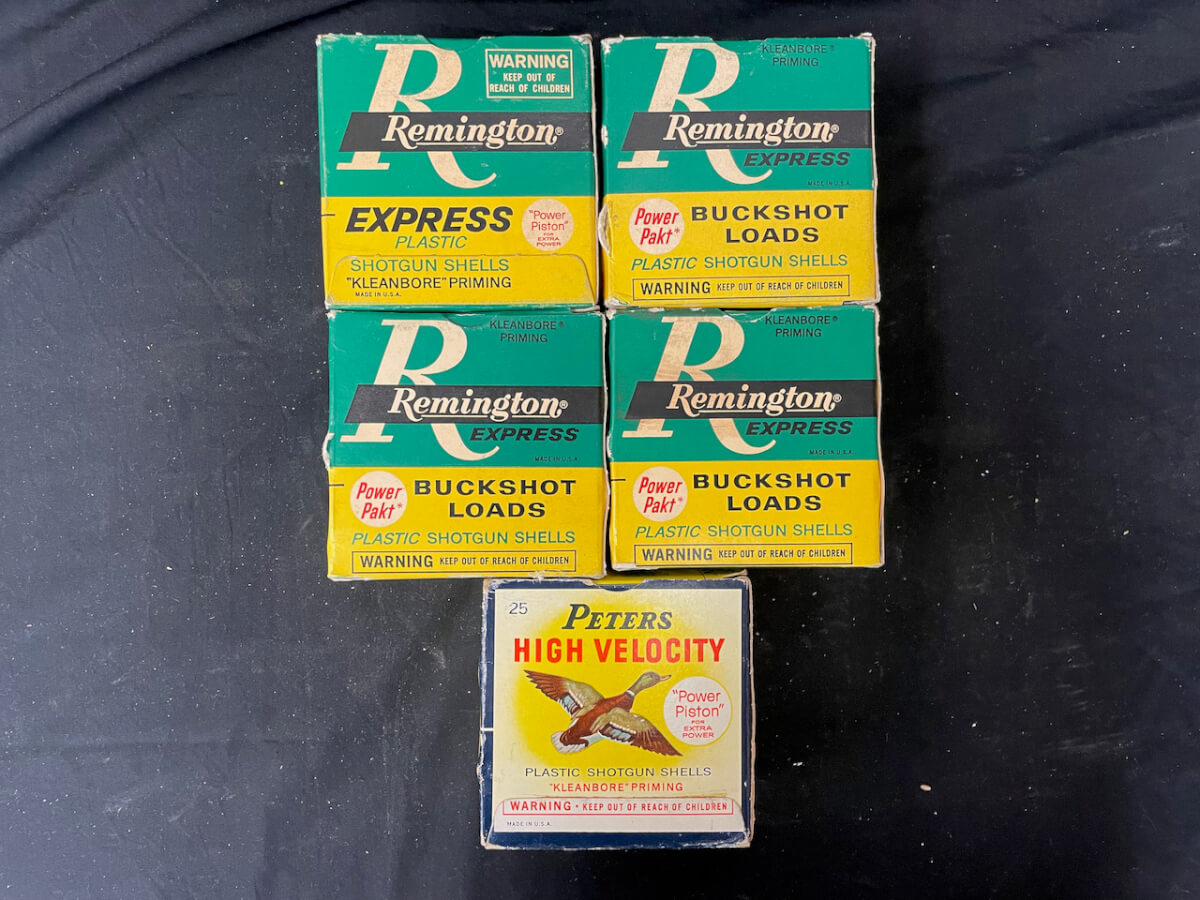 R
WARNING
KEEP OUT OF
REACH OF CHILDREN
Remington®
EXPRESS
PLASTIC
"Power
Piston"
FOR
EXTRA
POWER
SHOTGUN SHELLS
"KLEANBORE" PRIMING
MADE IN U.S.A.
R
KLEANBORE®
PRIMING
Remington®
EXPRESS
MADE IN U.S.A.
Power
Pakt*
BUCKSHOT
LOADS
PLASTIC SHOTGUN SHELLS
WARNING KEEP OUT OF REACH OF CHILDREN
R
KLEANBORE®
PRIMING
Remington®
EXPRESS
MADE IN U.S.A.
Power
Pakt*
BUCKSHOT
LOADS
PLASTIC SHOTGUN SHELLS
WARNING KEEP OUT OF REACH OF CHILDREN
R
KLEANBORE®
PRIMING
Remington®
EXPRESS
MADE IN U.S.A.
Power
Pakt*
BUCKSHOT
LOADS
PLASTIC SHOTGUN SHELLS
WARNING KEEP OUT OF REACH OF CHILDREN
25
PETERS
HIGH VELOCITY
"Power
Piston"
FOR
EXTRA
POWER
PLASTIC SHOTGUN SHELLS
"KLEANBORE" PRIMING
WARNING • KEEP OUT OF REACH OF CHILDREN
MADE IN U.S.A.